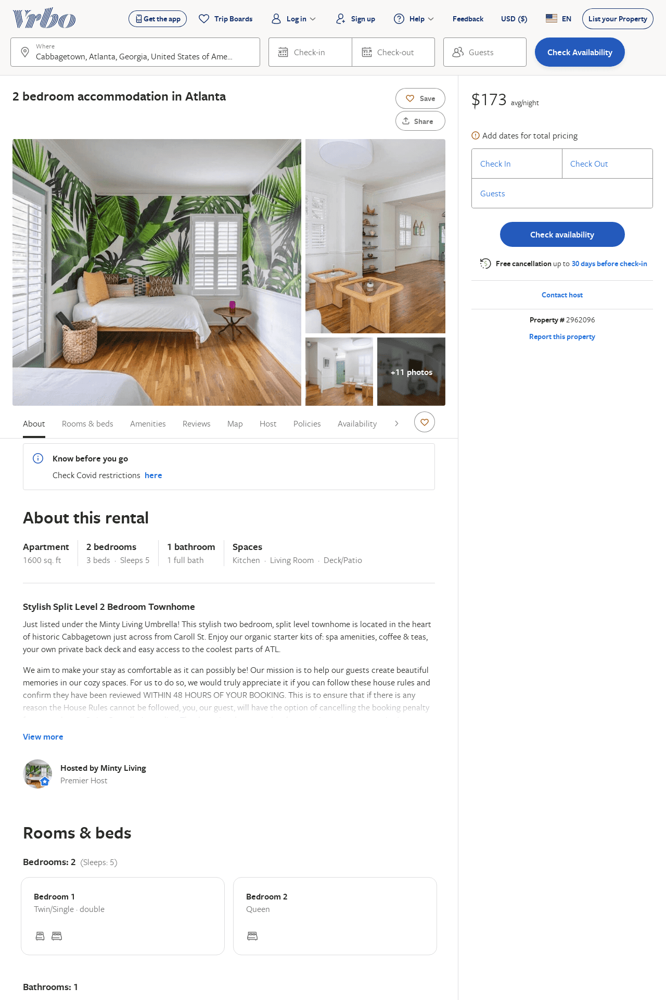 Vrbo
Get the app
Trip Boards
Log in
Sign up
Help
Feedback
USD ($)
EN
List your Property
Where
Cabbagetown, Atlanta, Georgia, United States of Ame...
Check-in
Check-out
Guests
Check Availability
2 bedroom accommodation in Atlanta
Save
Share
+11 photos
$173 avg/night
Add dates for total pricing
Check In
Check Out
Guests
Check availability
Free cancellation up to 30 days before check-in
Contact host
Property # 2962096
Report this property
About
Rooms & beds
Amenities
Reviews
Map
Host
Policies
Availability
Know before you go
Check Covid restrictions here
About this rental
Apartment
1600 sq. ft
2 bedrooms
3 beds · Sleeps 5
1 bathroom
1 full bath
Spaces
Kitchen · Living Room · Deck/Patio
Stylish Split Level 2 Bedroom Townhome
Just listed under the Minty Living Umbrella! This stylish two bedroom, split level townhome is located in the heart
of historic Cabbagetown just across from Caroll St. Enjoy our organic starter kits of: spa amenities, coffee & teas,
your own private back deck and easy access to the coolest parts of ATL.
We aim to make your stay as comfortable as it can possibly be! Our mission is to help our guests create beautiful
memories in our cozy spaces. For us to do so, we would truly appreciate it if you can follow these house rules and
confirm they have been reviewed WITHIN 48 HOURS OF YOUR BOOKING. This is to ensure that if there is any
reason the House Rules cannot be followed, you, our guest, will have the option of cancelling the booking penalty
View more
Hosted by Minty Living
Premier Host
Rooms & beds
Bedrooms: 2 (Sleeps: 5)
Bedroom 1
Twin/Single · double
Bedroom 2
Queen
Bathrooms: 1